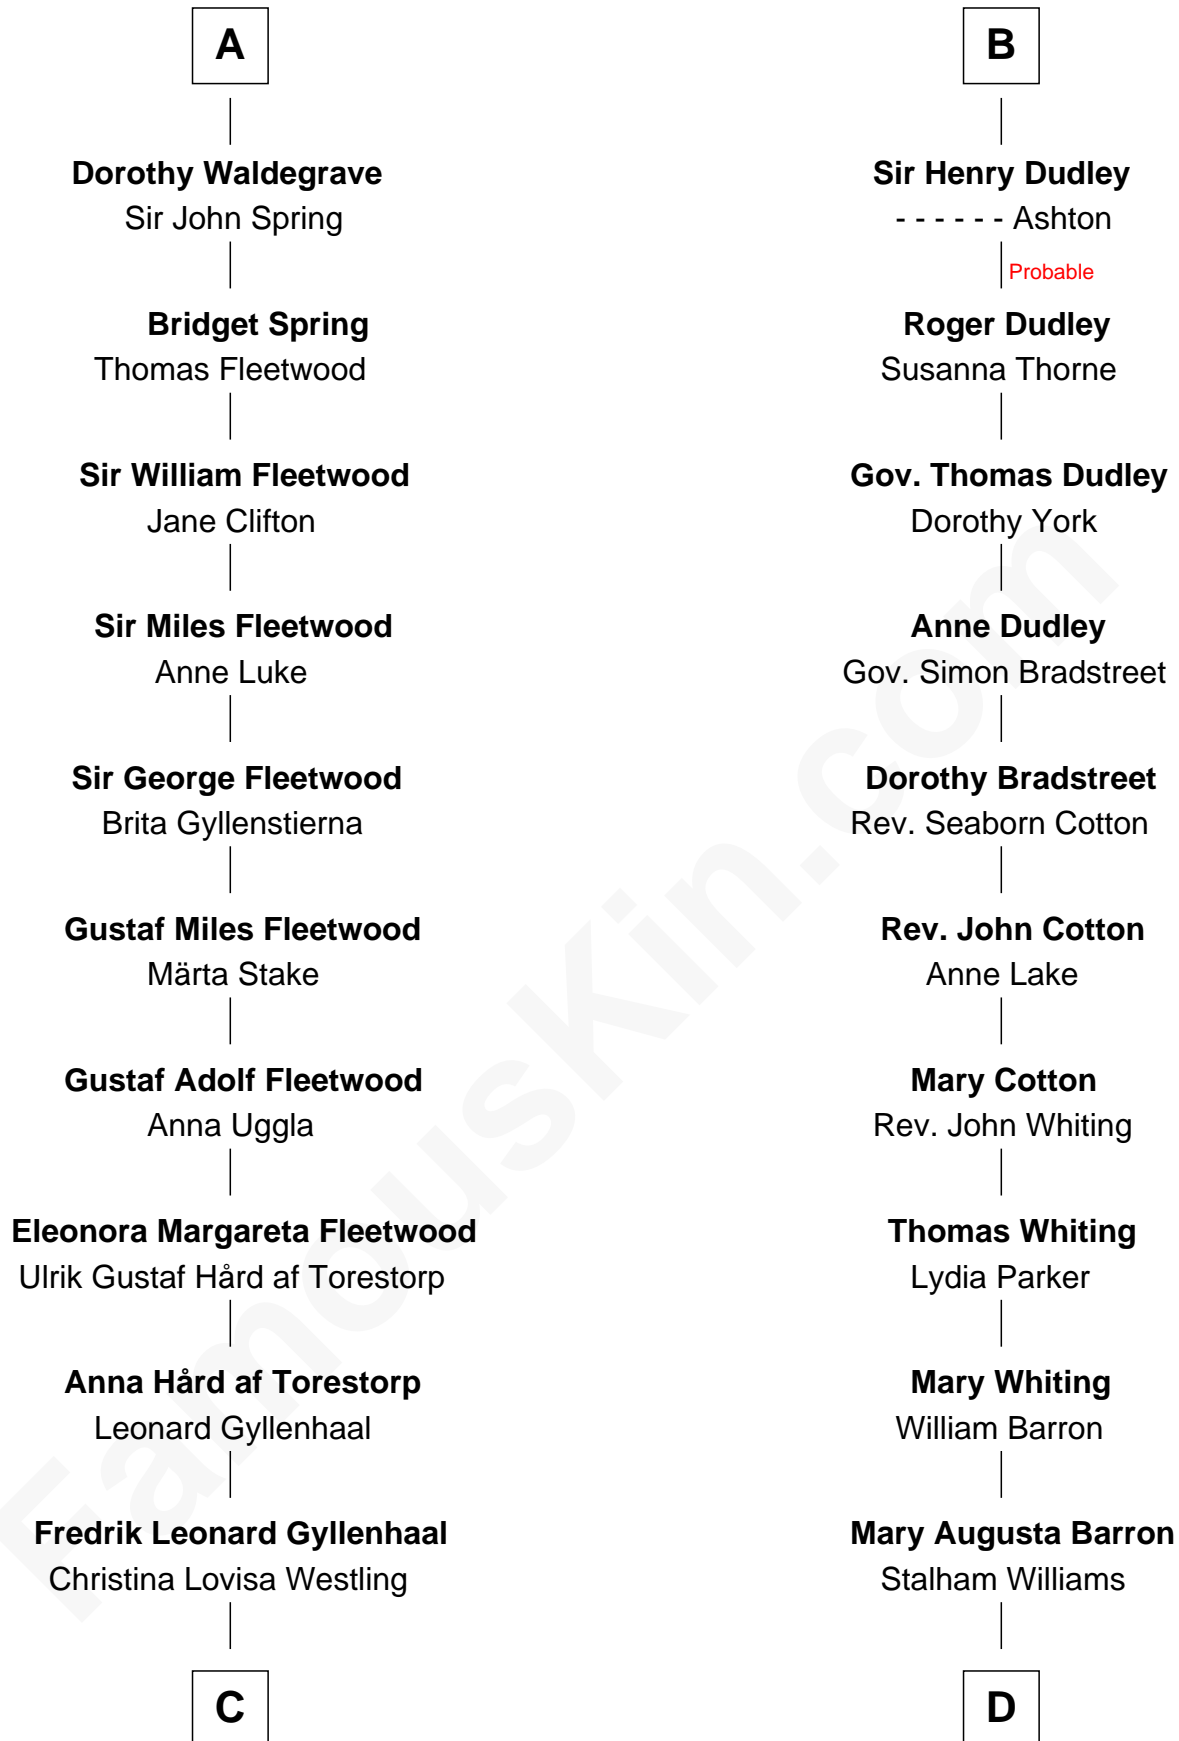 A
Dorothy Waldegrave
Sir John Spring
Bridget Spring
Thomas Fleetwood
Sir William Fleetwood
Jane Clifton
Sir Miles Fleetwood
Anne Luke
Sir George Fleetwood
Brita Gyllenstierna
Gustaf Miles Fleetwood
Märta Stake
Gustaf Adolf Fleetwood
Anna Uggla
Eleonora Margareta Fleetwood
Ulrik Gustaf Hård af Torestorp
Anna Hård af Torestorp
Leonard Gyllenhaal
Fredrik Leonard Gyllenhaal
Christina Lovisa Westling
C
B
Sir Henry Dudley
- - - - - - Ashton
Probable
Roger Dudley
Susanna Thorne
Gov. Thomas Dudley
Dorothy York
Anne Dudley
Gov. Simon Bradstreet
Dorothy Bradstreet
Rev. Seaborn Cotton
Rev. John Cotton
Anne Lake
Mary Cotton
Rev. John Whiting
Thomas Whiting
Lydia Parker
Mary Whiting
William Barron
Mary Augusta Barron
Stalham Williams
D
FamousKin.com